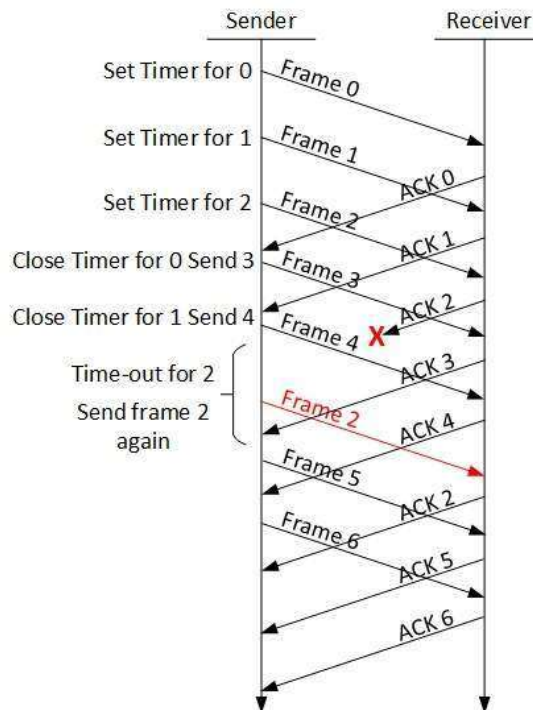 Sender
Receiver
Set Timer for 0
Frame 0
Set Timer for 1
Frame 1
ACK 0
Set Timer for 2
Frame 2
ACK 1
Close Timer for 0 Send 3
Frame 3
ACK 2
Close Timer for 1 Send 4
X
Frame 4
ACK 3
Time-out for 2
Send frame 2
again
Frame 2
ACK 4
Frame 5
ACK 2
Frame 6
ACK 5
ACK 6